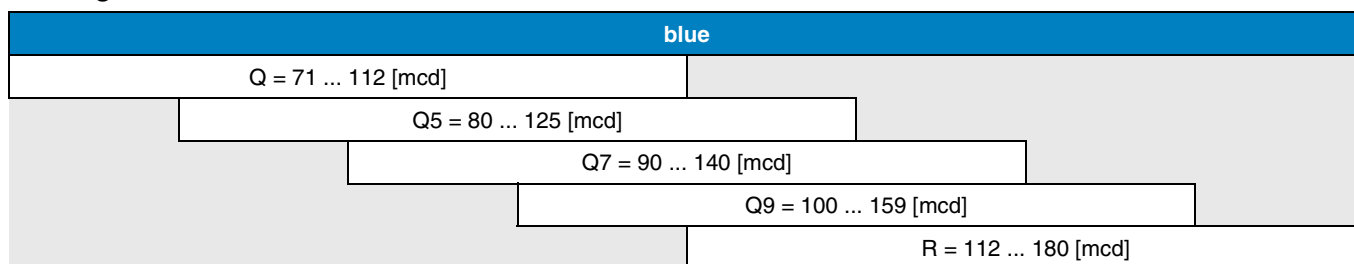 blue
Q = 71 ... 112 [mcd]
Q5 = 80 ... 125 [mcd]
Q7 = 90 ... 140 [mcd]
Q9 = 100 ... 159 [mcd]
R = 112 ... 180 [mcd]